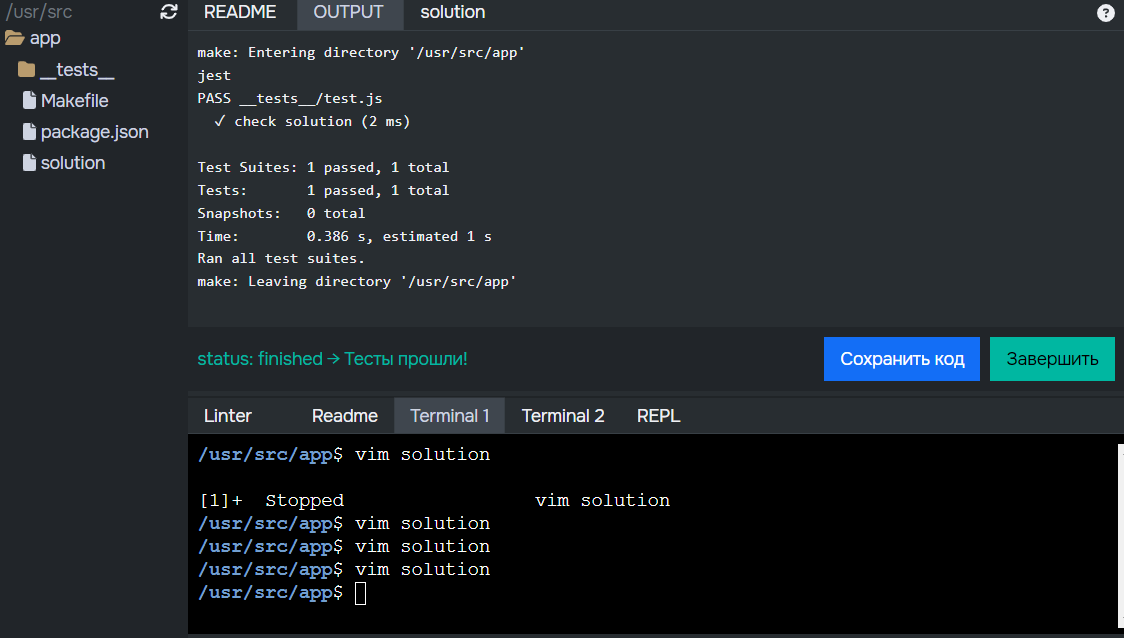 /usr/src
app
__tests__
Makefile
package.json
solution
README OUTPUT solution
make: Entering directory '/usr/src/app'
jest
PASS __tests__/test.js
✓ check solution (2 ms)
Test Suites: 1 passed, 1 total
Tests: 1 passed, 1 total
Snapshots: 0 total
Time: 0.386 s, estimated 1 s
Ran all test suites.
make: Leaving directory '/usr/src/app'
status: finished → Тесты прошли!
Сохранить код Завершить
Linter Readme Terminal 1 Terminal 2 REPL
/usr/src/app$ vim solution
[1]+ Stopped vim solution
/usr/src/app$ vim solution
/usr/src/app$ vim solution
/usr/src/app$ vim solution
/usr/src/app$